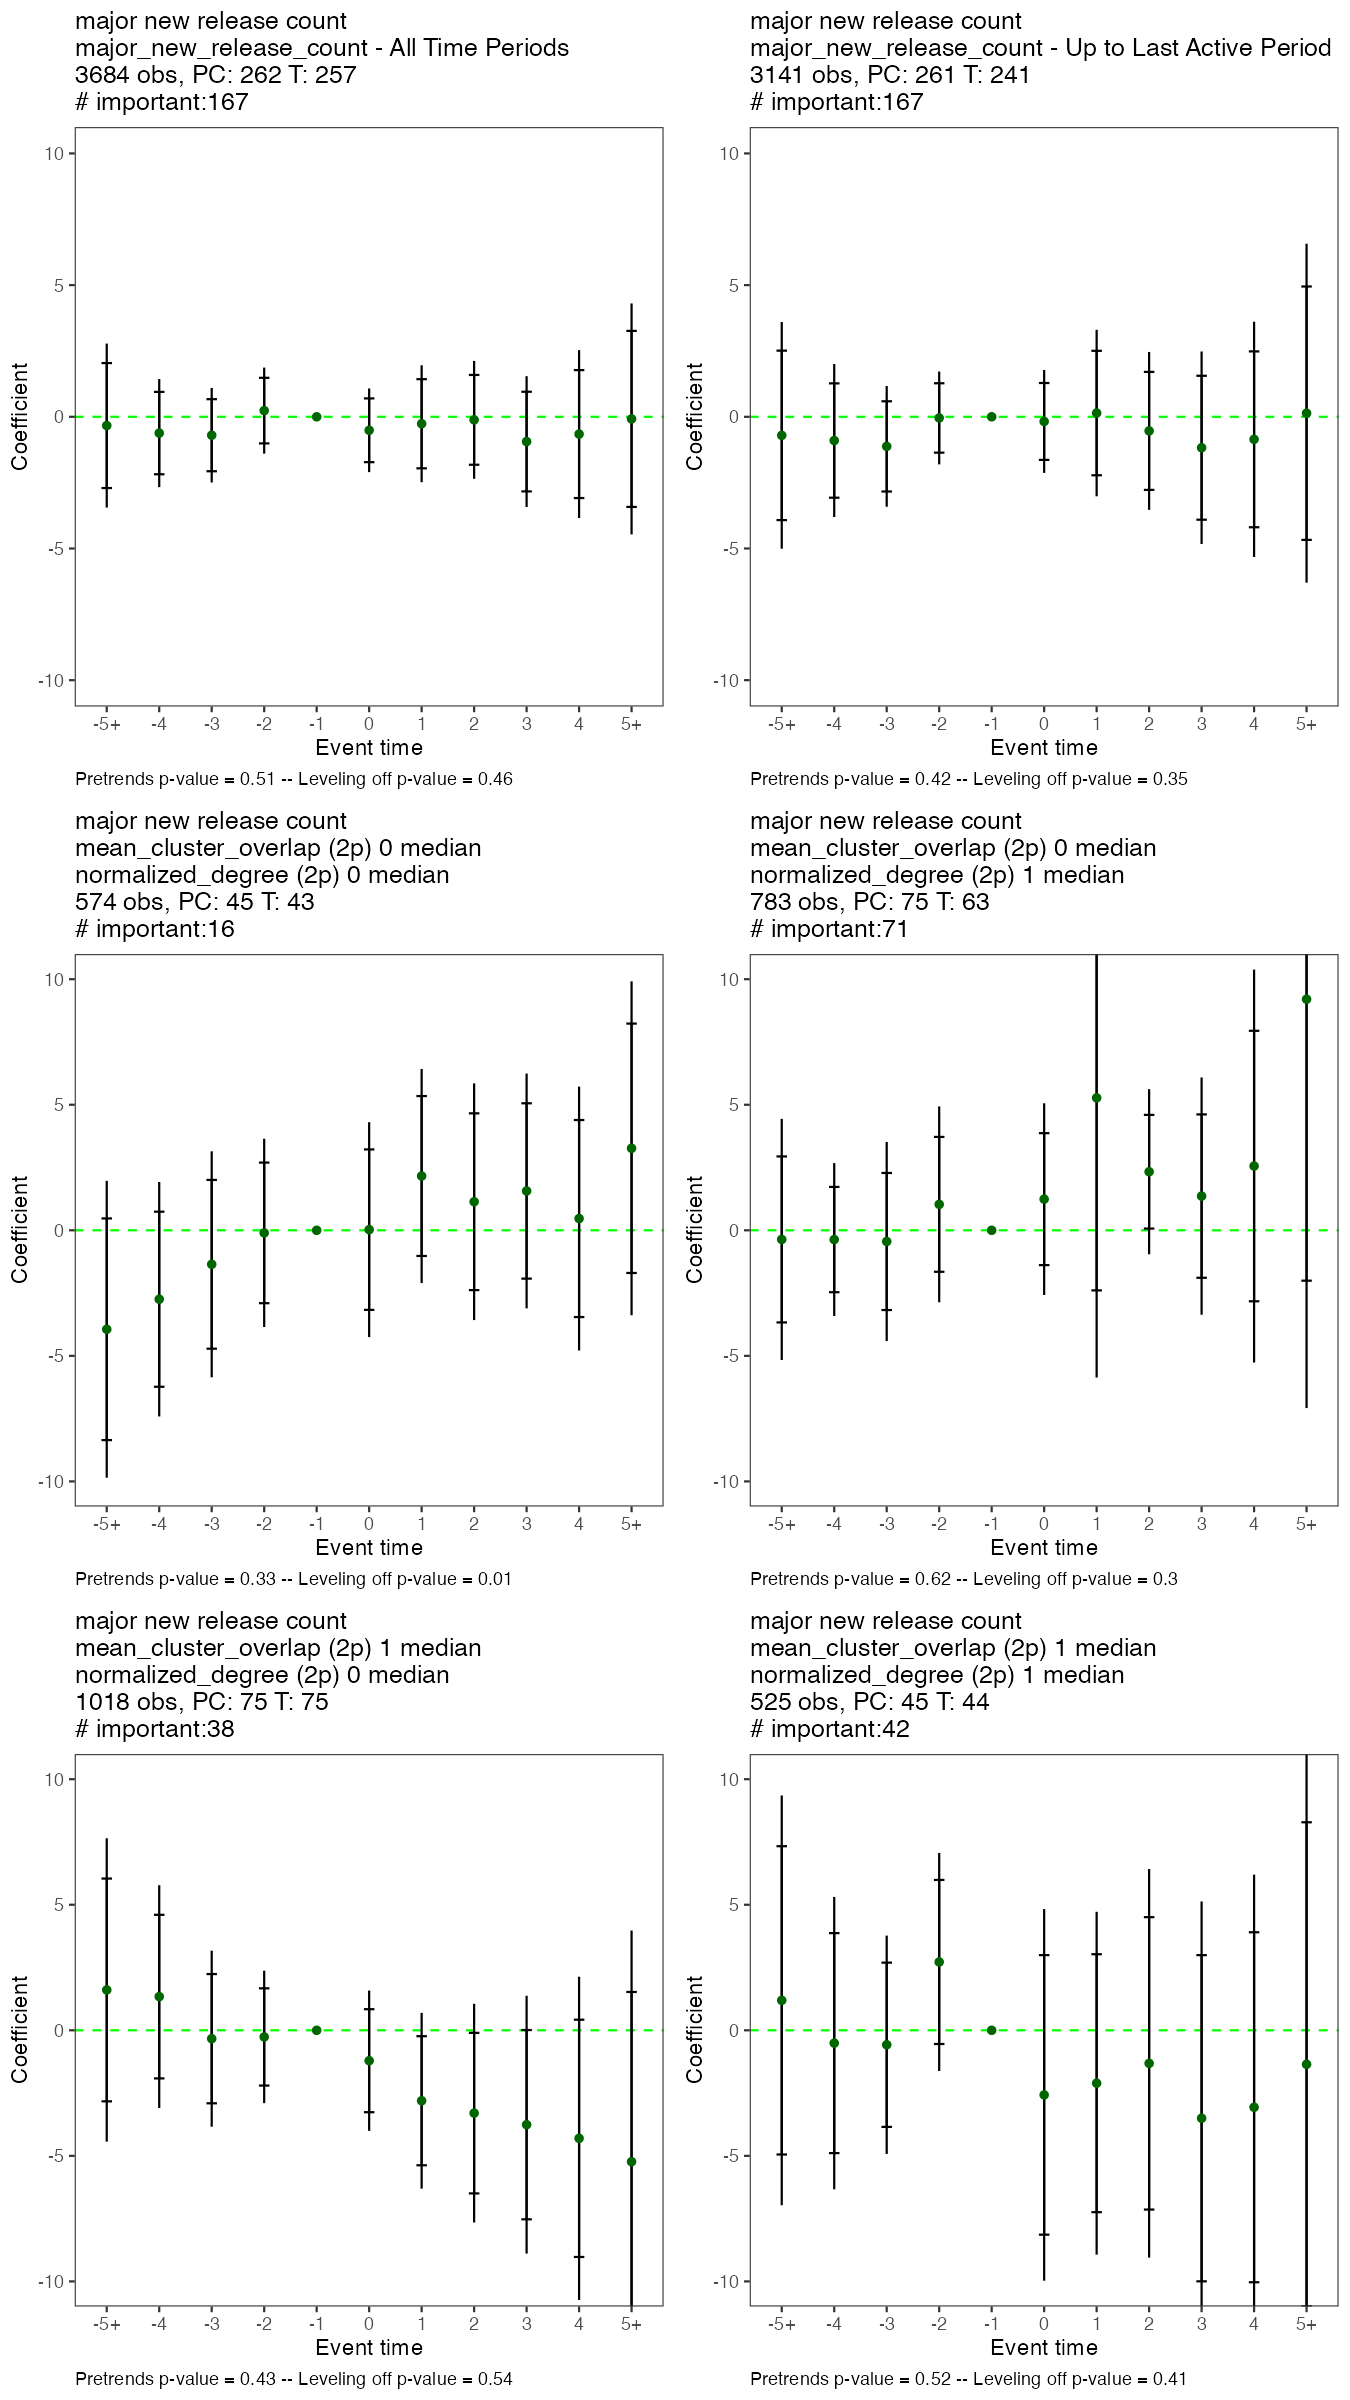 major new release count
major_new_release_count - All Time Periods
3684 obs, PC: 262 T: 257
# important:167
10
5
0
-5
-10
Coefficient
-5+ -4 -3 -2 -1 0 1 2 3 4 5+
Event time
Pretrends p-value = 0.51 -- Leveling off p-value = 0.46
major new release count
major_new_release_count - Up to Last Active Period
3141 obs, PC: 261 T: 241
# important:167
10
5
0
-5
-10
Coefficient
-5+ -4 -3 -2 -1 0 1 2 3 4 5+
Event time
Pretrends p-value = 0.42 -- Leveling off p-value = 0.35
major new release count
mean_cluster_overlap (2p) 0 median
normalized_degree (2p) 0 median
574 obs, PC: 45 T: 43
# important:16
10
5
0
-5
-10
Coefficient
-5+ -4 -3 -2 -1 0 1 2 3 4 5+
Event time
Pretrends p-value = 0.33 -- Leveling off p-value = 0.01
major new release count
mean_cluster_overlap (2p) 0 median
normalized_degree (2p) 1 median
783 obs, PC: 75 T: 63
# important:71
10
5
0
-5
-10
Coefficient
-5+ -4 -3 -2 -1 0 1 2 3 4 5+
Event time
Pretrends p-value = 0.62 -- Leveling off p-value = 0.3
major new release count
mean_cluster_overlap (2p) 1 median
normalized_degree (2p) 0 median
1018 obs, PC: 75 T: 75
# important:38
10
5
0
-5
-10
Coefficient
-5+ -4 -3 -2 -1 0 1 2 3 4 5+
Event time
Pretrends p-value = 0.43 -- Leveling off p-value = 0.54
major new release count
mean_cluster_overlap (2p) 1 median
normalized_degree (2p) 1 median
525 obs, PC: 45 T: 44
# important:42
10
5
0
-5
-10
Coefficient
-5+ -4 -3 -2 -1 0 1 2 3 4 5+
Event time
Pretrends p-value = 0.52 -- Leveling off p-value = 0.41